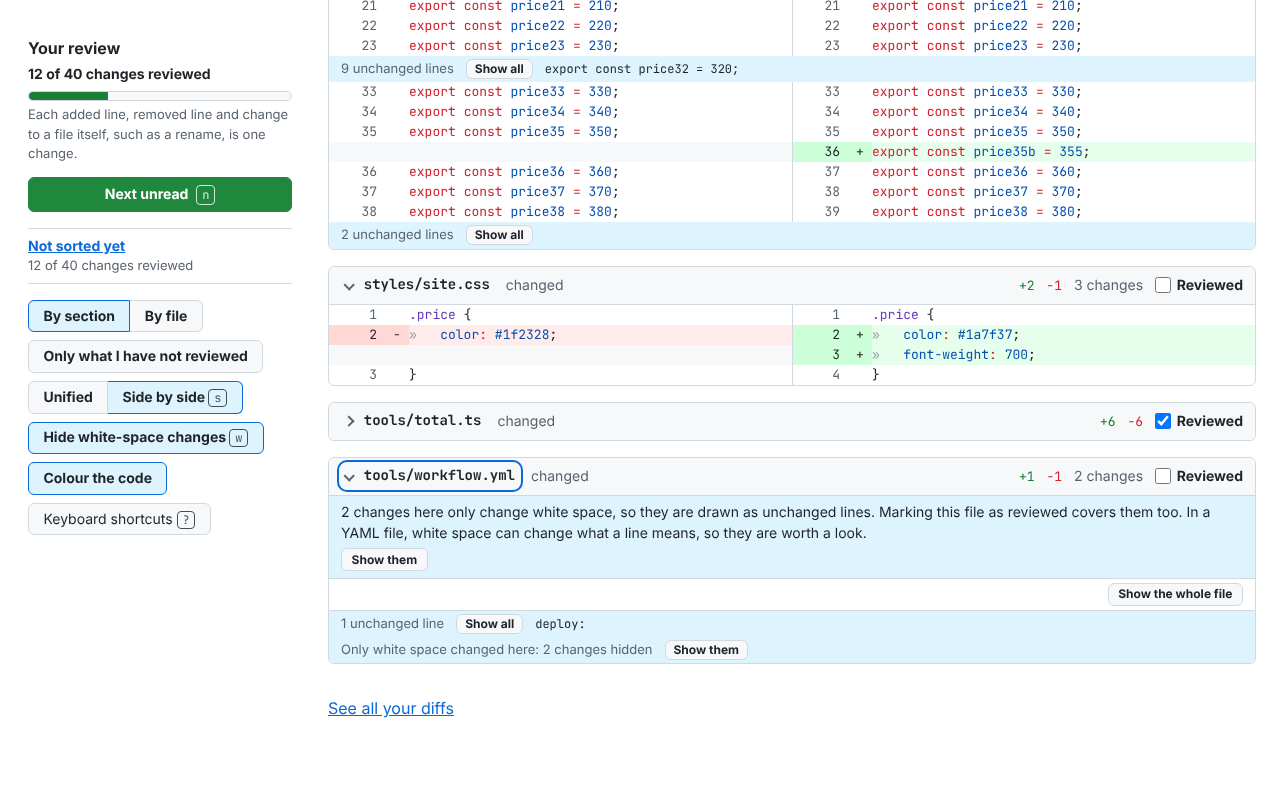 Your review
12 of 40 changes reviewed
Each added line, removed line and change
to a file itself, such as a rename, is one
change.
Next unread n
Not sorted yet
12 of 40 changes reviewed
By section By file
Only what I have not reviewed
Unified Side by side s
Hide white-space changes w
Colour the code
Keyboard shortcuts ?
21 export const price21 = 210; 21 export const price21 = 210;
22 export const price22 = 220; 22 export const price22 = 220;
23 export const price23 = 230; 23 export const price23 = 230;
9 unchanged lines Show all export const price32 = 320;
33 export const price33 = 330; 33 export const price33 = 330;
34 export const price34 = 340; 34 export const price34 = 340;
35 export const price35 = 350; 35 export const price35 = 350;
36 + export const price35b = 355;
36 export const price36 = 360; 37 export const price36 = 360;
37 export const price37 = 370; 38 export const price37 = 370;
38 export const price38 = 380; 39 export const price38 = 380;
2 unchanged lines Show all
styles/site.css changed +2 -1 3 changes Reviewed
1 .price { 1 .price {
2 - » color: #1f2328; 2 + » color: #1a7f37;
3 + » font-weight: 700;
3 } 4 }
tools/total.ts changed +6 -6 Reviewed
tools/workflow.yml changed +1 -1 2 changes Reviewed
2 changes here only change white space, so they are drawn as unchanged lines. Marking this file as reviewed covers them too. In a
YAML file, white space can change what a line means, so they are worth a look.
Show them
Show the whole file
1 unchanged line Show all deploy:
Only white space changed here: 2 changes hidden Show them
See all your diffs